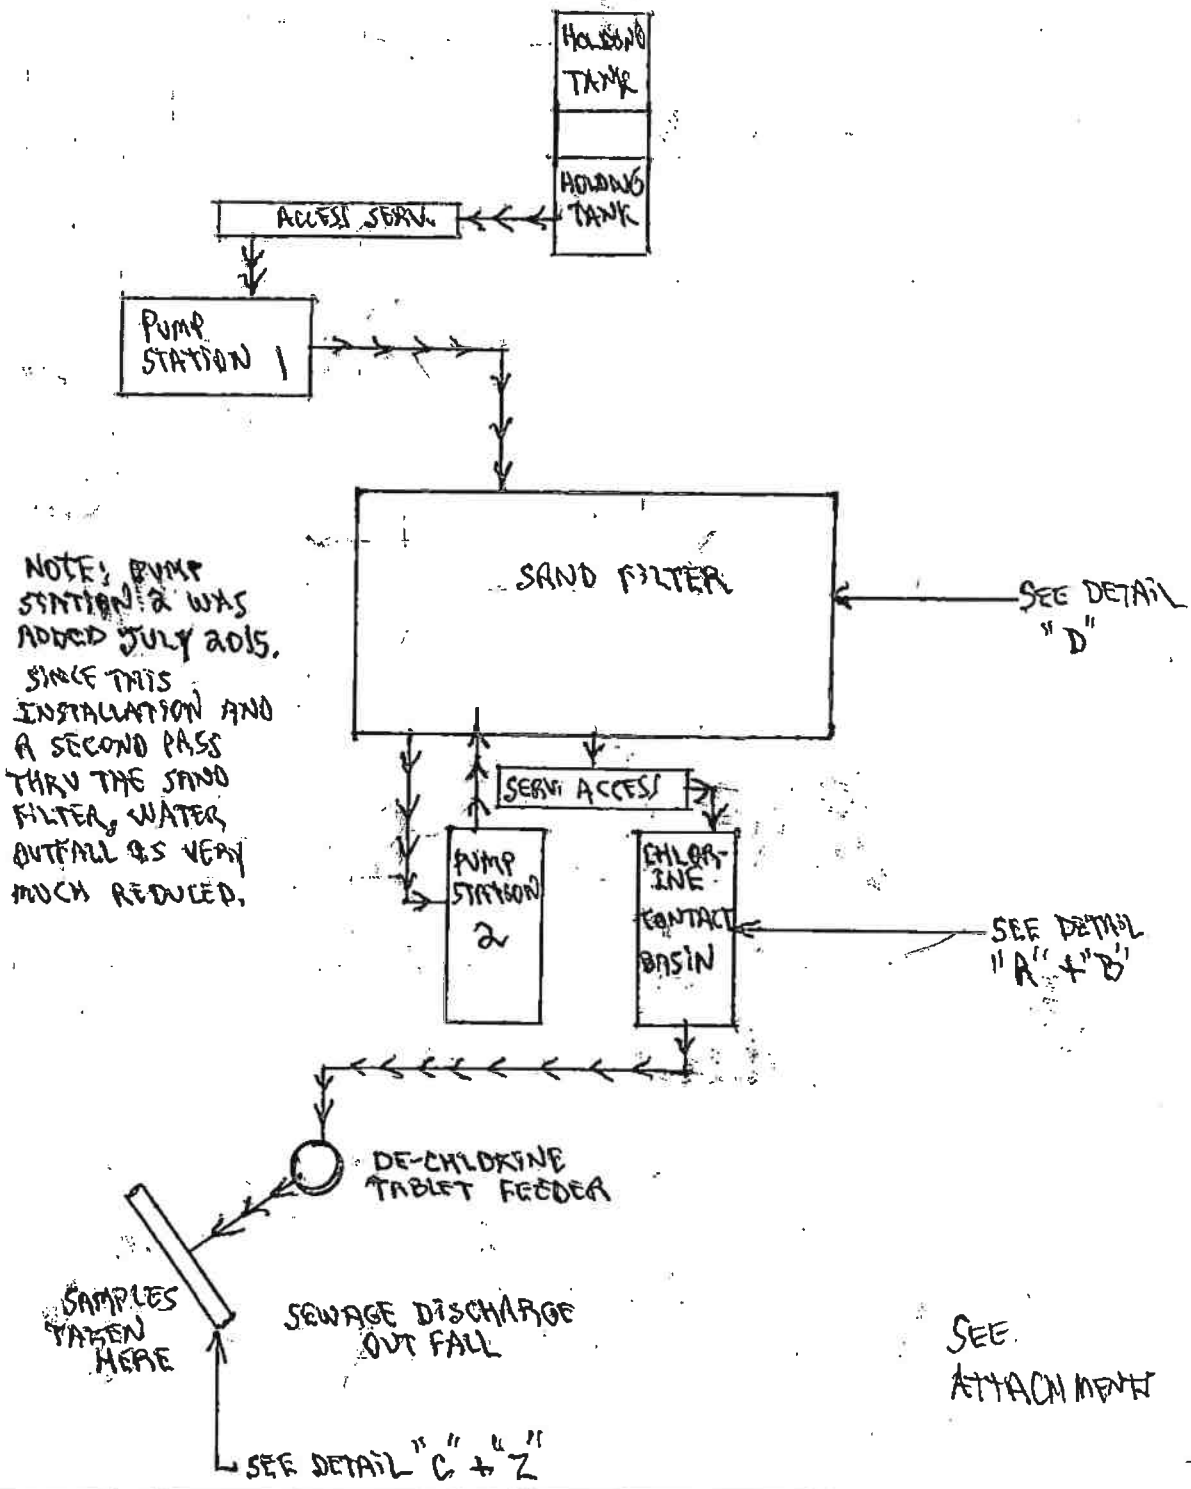 HOLDING
TANK
HOLDING
TANK
ACCESS SERV.
PUMP
STATION 1
SAND FILTER
SEE DETAIL
"D"
NOTE: PUMP
STATION 2 WAS
ADDED JULY 2015.
SINCE THIS
INSTALLATION AND
A SECOND PASS
THRU THE SAND
FILTER, WATER
OUTFALL IS VERY
MUCH REDUCED.
SERVI ACCESS
PUMP
STATION
2
CHLOR-
INE
CONTACT
BASIN
SEE DETAIL
"A" + "B"
DE-CHLORINE
TABLET FEEDER
SAMPLES
TAKEN
HERE
SEWAGE DISCHARGE
OUT FALL
SEE
ATTACHMENTS
SEE DETAIL "C" + "Z"